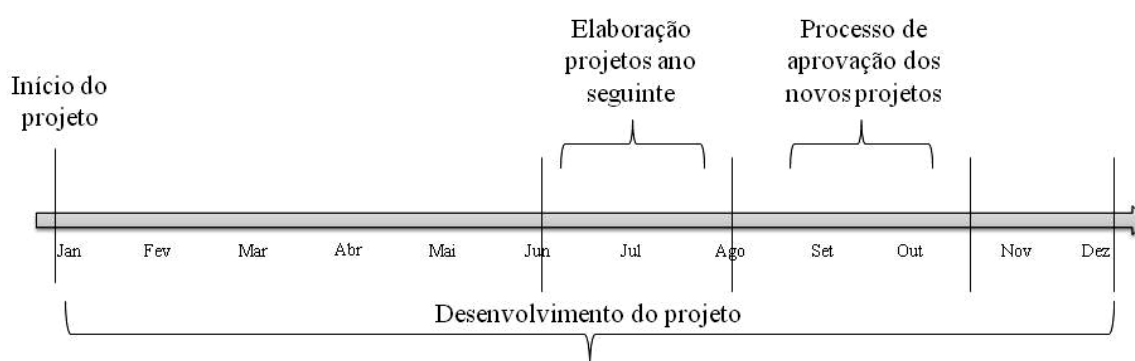 Início do
projeto
Elaboração
projetos ano
seguinte
Processo de
aprovação dos
novos projetos
Jan Fev Mar Abr Mai Jun Jul Ago Set Out Nov Dez
Desenvolvimento do projeto